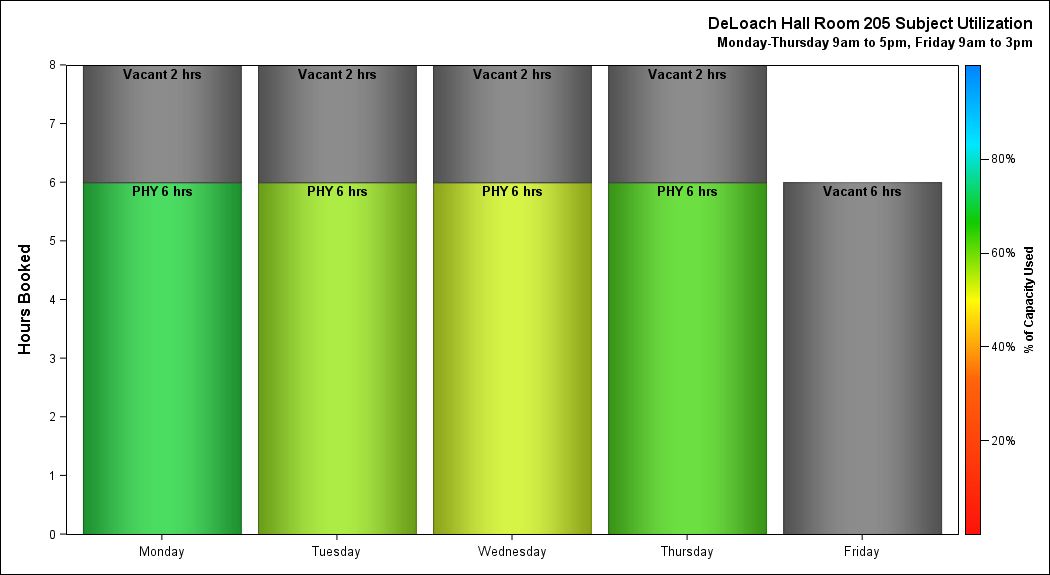 DeLoach Hall Room 205 Subject Utilization
Monday-Thursday 9am to 5pm, Friday 9am to 3pm
Hours Booked
8
7
6
5
4
3
2
1
0
Vacant 2 hrs
Vacant 2 hrs
Vacant 2 hrs
Vacant 2 hrs
PHY 6 hrs
PHY 6 hrs
PHY 6 hrs
PHY 6 hrs
Vacant 6 hrs
Monday
Tuesday
Wednesday
Thursday
Friday
80%
60%
40%
20%
% of Capacity Used